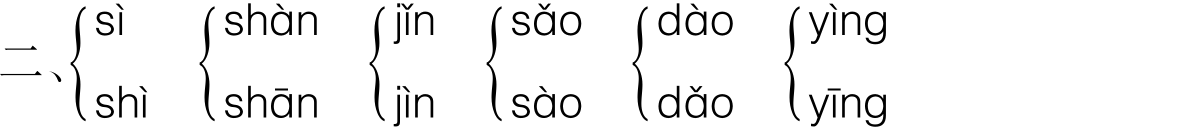 二、{sì {shàn {jǐn {sǎo {dào {yìng
shì shān jìn sào dǎo yīng